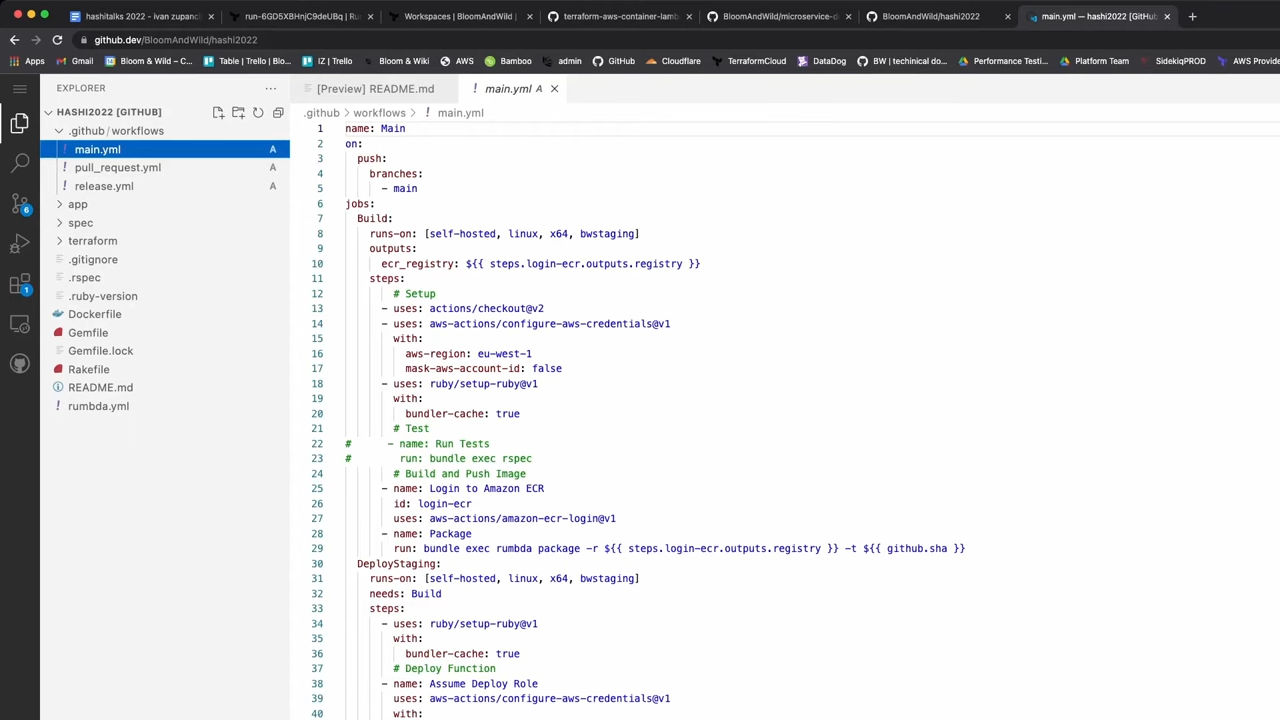 hashitalks 2022 - ivan zupanci
run-6GD5XBHnjC9deUBq | Run
Workspaces | BloomAndWild |
terraform-aws-container-lamb
BloomAndWild/microservice-d
BloomAndWild/hashi2022
main.yml — hashi2022 [GitHub]
github.dev/BloomAndWild/hashi2022
Apps
Gmail
Bloom & Wild – C...
Table | Trello | Blo...
IZ | Trello
Bloom & Wiki
AWS
Bamboo
admin
GitHub
Cloudflare
TerraformCloud
DataDog
BW | (techinical do...
Performance Testi...
Platform Team
SidekiqPROD
AWS Provide
EXPLORER
HASHI2022 [GITHUB]
.github / workflows
main.yml A
pull_request.yml A
release.yml A
app
spec
terraform
.gitignore
.rspec
.ruby-version
Dockerfile
Gemfile
Gemfile.lock
Rakefile
README.md
rumbda.yml
6
1
[Preview] README.md
main.yml A
.github > workflows > ! main.yml
1 name: Main
2 on:
3 push:
4 branches:
5 - main
6 jobs:
7 Build:
8 runs-on: [self-hosted, linux, x64, bwstaging]
9 outputs:
10 ecr_registry: ${{ steps.login-ecr.outputs.registry }}
11 steps:
12 # Setup
13 - uses: actions/checkout@v2
14 - uses: aws-actions/configure-aws-credentials@v1
15 with:
16 aws-region: eu-west-1
17 mask-aws-account-id: false
18 - uses: ruby/setup-ruby@v1
19 with:
20 bundler-cache: true
21 # Test
22 # - name: Run Tests
23 # run: bundle exec rspec
24 # Build and Push Image
25 - name: Login to Amazon ECR
26 id: login-ecr
27 uses: aws-actions/amazon-ecr-login@v1
28 - name: Package
29 run: bundle exec rumbda package -r ${{ steps.login-ecr.outputs.registry }} -t ${{ github.sha }}
30 DeployStaging:
31 runs-on: [self-hosted, linux, x64, bwstaging]
32 needs: Build
33 steps:
34 - uses: ruby/setup-ruby@v1
35 with:
36 bundler-cache: true
37 # Deploy Function
38 - name: Assume Deploy Role
39 uses: aws-actions/configure-aws-credentials@v1
40 with: